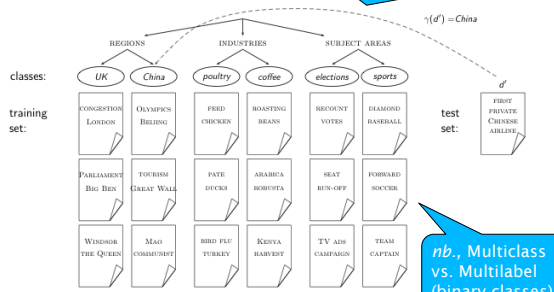 γ(d′) = China
REGIONS INDUSTRIES SUBJECT AREAS
classes: UK China poultry coffee elections sports
d′
training set:
CONGESTION LONDON
OLYMPICS BEIJING
FEED CHICKEN
ROASTING BEANS
RECOUNT VOTES
DIAMOND BASEBALL
test set:
FIRST PRIVATE CHINESE AIRLINE
PARLIAMENT BIG BEN
TOURISM GREAT WALL
PATE DUCKS
ARABICA ROBUSTA
SEAT RUN-OFF
FORWARD SOCCER
WINDSOR THE QUEEN
MAO COMMUNIST
BIRD FLU TURKEY
KENYA HARVEST
TV ADS CAMPAIGN
TEAM CAPTAIN
nb., Multiclass
vs. Multilabel
(binary classes)